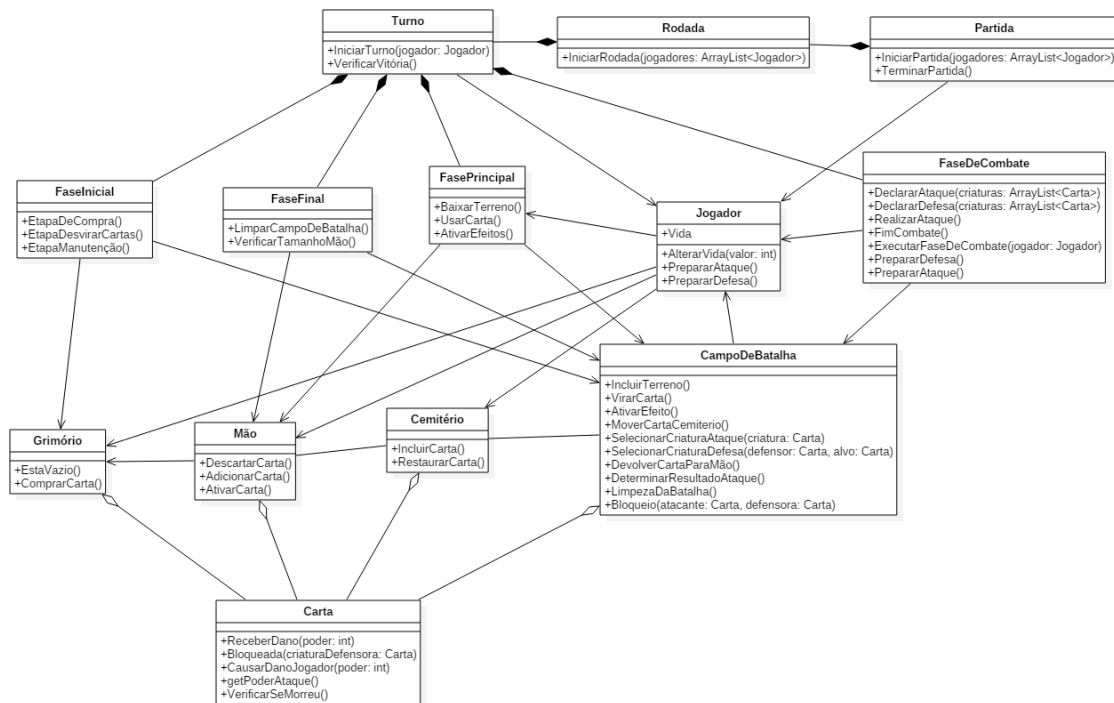 Turno
+IniciarTurno(jogador: Jogador)
+VerificarVitória()
Rodada
+IniciarRodada(jogadores: ArrayList<Jogador>)
Partida
+IniciarPartida(jogadores: ArrayList<Jogador>)
+TerminarPartida()
FaseInicial
+EtapaDeCompra()
+EtapaDesvirarCartas()
+EtapaManutenção()
FaseFinal
+LimparCampoDeBatalha()
+VerificarTamanhoMão()
FasePrincipal
+BaixarTerreno()
+UsarCarta()
+AtivarEfeitos()
Jogador
+Vida
+AlterarVida(valor: int)
+PrepararAtaque()
+PrepararDefesa()
FaseDeCombate
+DeclararAtaque(criaturas: ArrayList<Carta>)
+DeclararDefesa(criaturas: ArrayList<Carta>)
+RealizarAtaque()
+FimCombate()
+ExecutarFaseDeCombate(jogador: Jogador)
+PrepararDefesa()
+PrepararAtaque()
Grimório
+EstaVazio()
+ComprarCarta()
Mão
+DescartarCarta()
+AdicionarCarta()
+AtivarCarta()
Cemitério
+IncluirCarta()
+RestaurarCarta()
CampoDeBatalha
+IncluirTerreno()
+VirarCarta()
+AtivarEfeito()
+MoverCartaCemiterio()
+SelecionarCriaturaAtaque(criatura: Carta)
+SelecionarCriaturaDefesa(defensor: Carta, alvo: Carta)
+DevolverCartaParaMão()
+DeterminarResultadoAtaque()
+LimpezaDaBatalha()
+Bloqueio(atacante: Carta, defensora: Carta)
Carta
+ReceberDano(poder: int)
+Bloqueada(criaturaDefensora: Carta)
+CausarDanoJogador(poder: int)
+getPoderAtaque()
+VerificarSeMorreu()